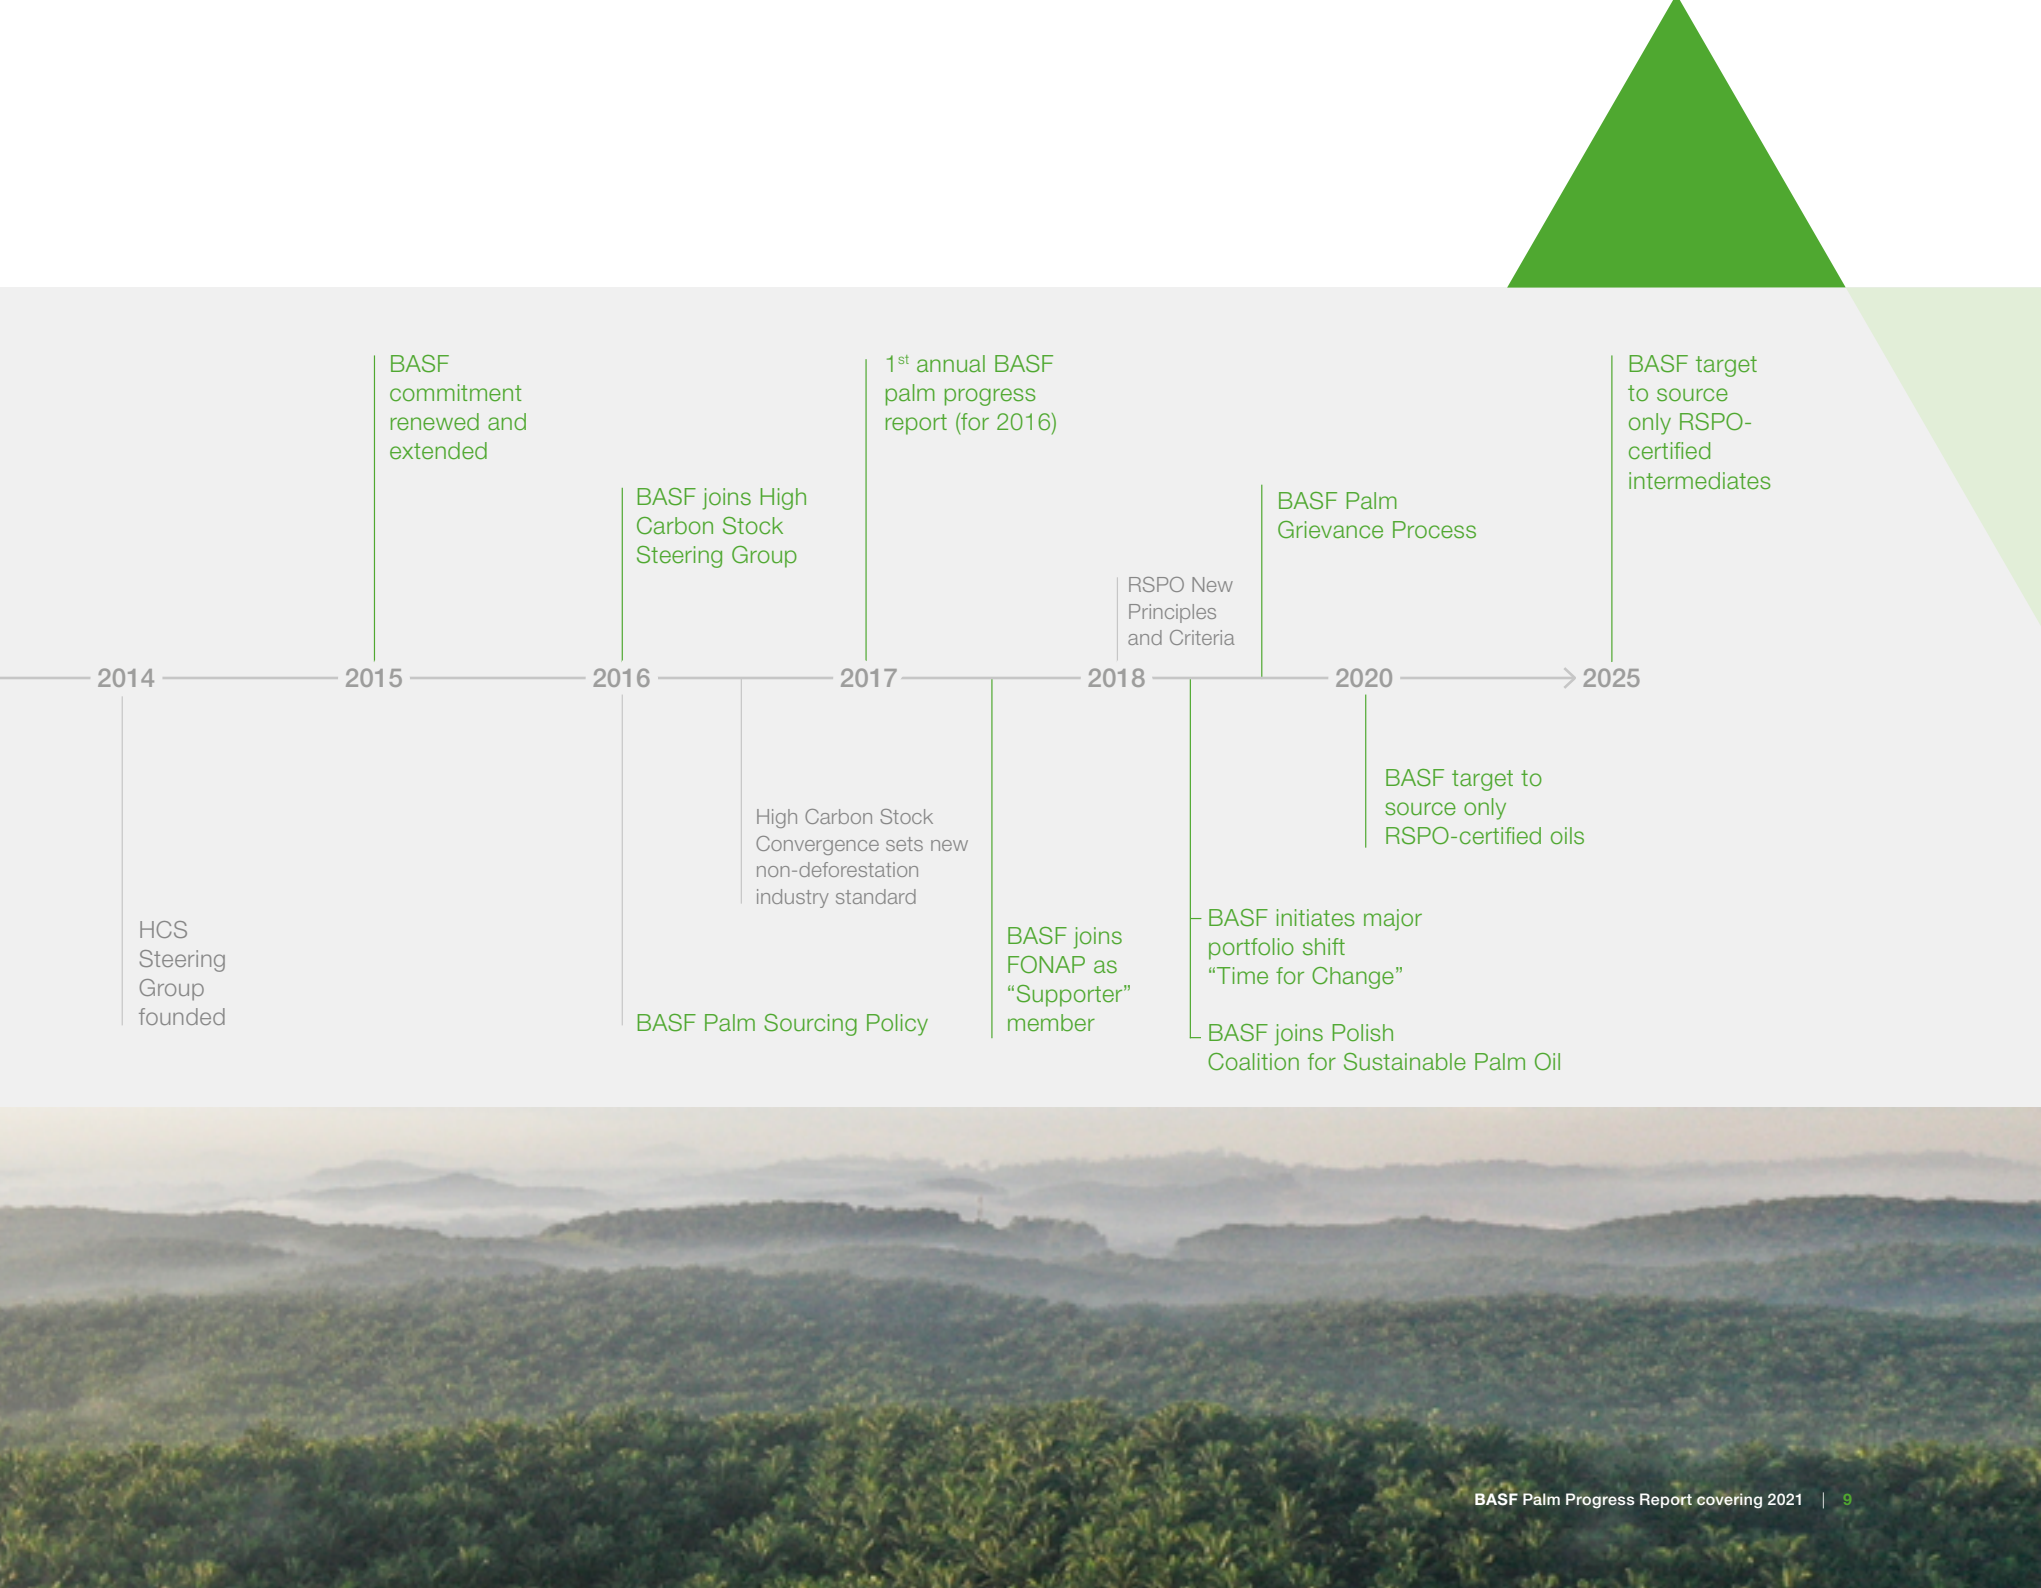 BASF
commitment
renewed and
extended
BASF joins High
Carbon Stock
Steering Group
1st annual BASF
palm progress
report (for 2016)
RSPO New
Principles
and Criteria
BASF Palm
Grievance Process
BASF target
to source
only RSPO-
certified
intermediates
2014
2015
2016
2017
2018
2020
2025
HCS
Steering
Group
founded
BASF Palm Sourcing Policy
High Carbon Stock
Convergence sets new
non-deforestation
industry standard
BASF joins
FONAP as
“Supporter”
member
BASF initiates major
portfolio shift
“Time for Change”
BASF joins Polish
Coalition for Sustainable Palm Oil
BASF target to
source only
RSPO-certified oils
BASF Palm Progress Report covering 2021 | 9